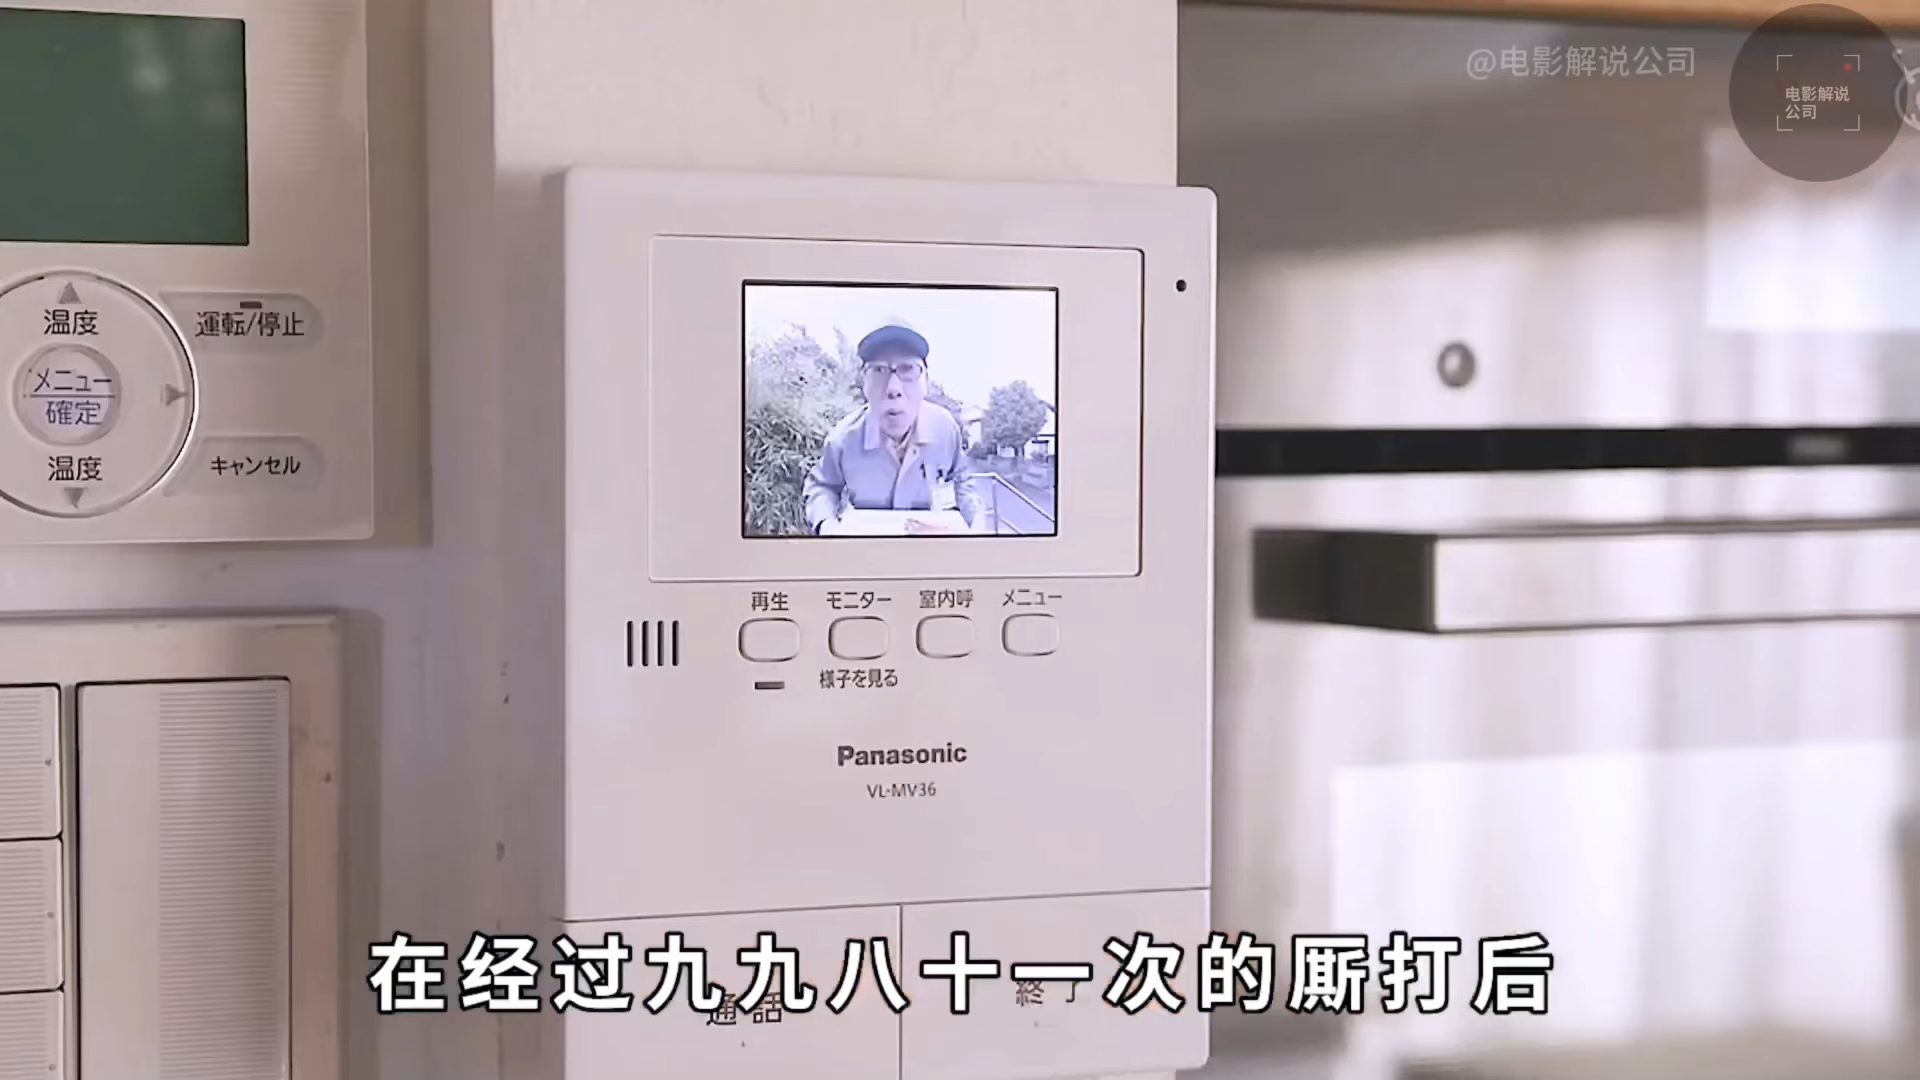 @电影解说公司
电影解说
公司
温度
運転/停止
メニュー
確定
温度
キャンセル
再生
モニター
室内呼
メニュー
様子を見る
Panasonic
VL-MV36
通話
終了
在经过九九八十一次的厮打后